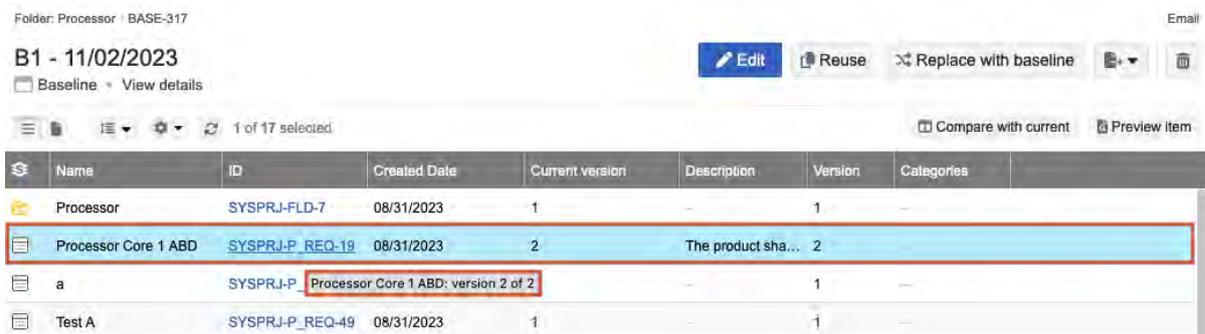 Folder: Processor BASE-317 Email
B1 - 11/02/2023 Edit Reuse Replace with baseline
Baseline • View details
1 of 17 selected Compare with current Preview item
Name ID Created Date Current version Description Version Categories
Processor SYSPRJ-FLD-7 08/31/2023 1 — 1 —
Processor Core 1 ABD SYSPRJ-P_REQ-19 08/31/2023 2 The product sha... 2
a SYSPRJ-P_ Processor Core 1 ABD: version 2 of 2 — 1 —
Test A SYSPRJ-P_REQ-49 08/31/2023 1 — 1 —